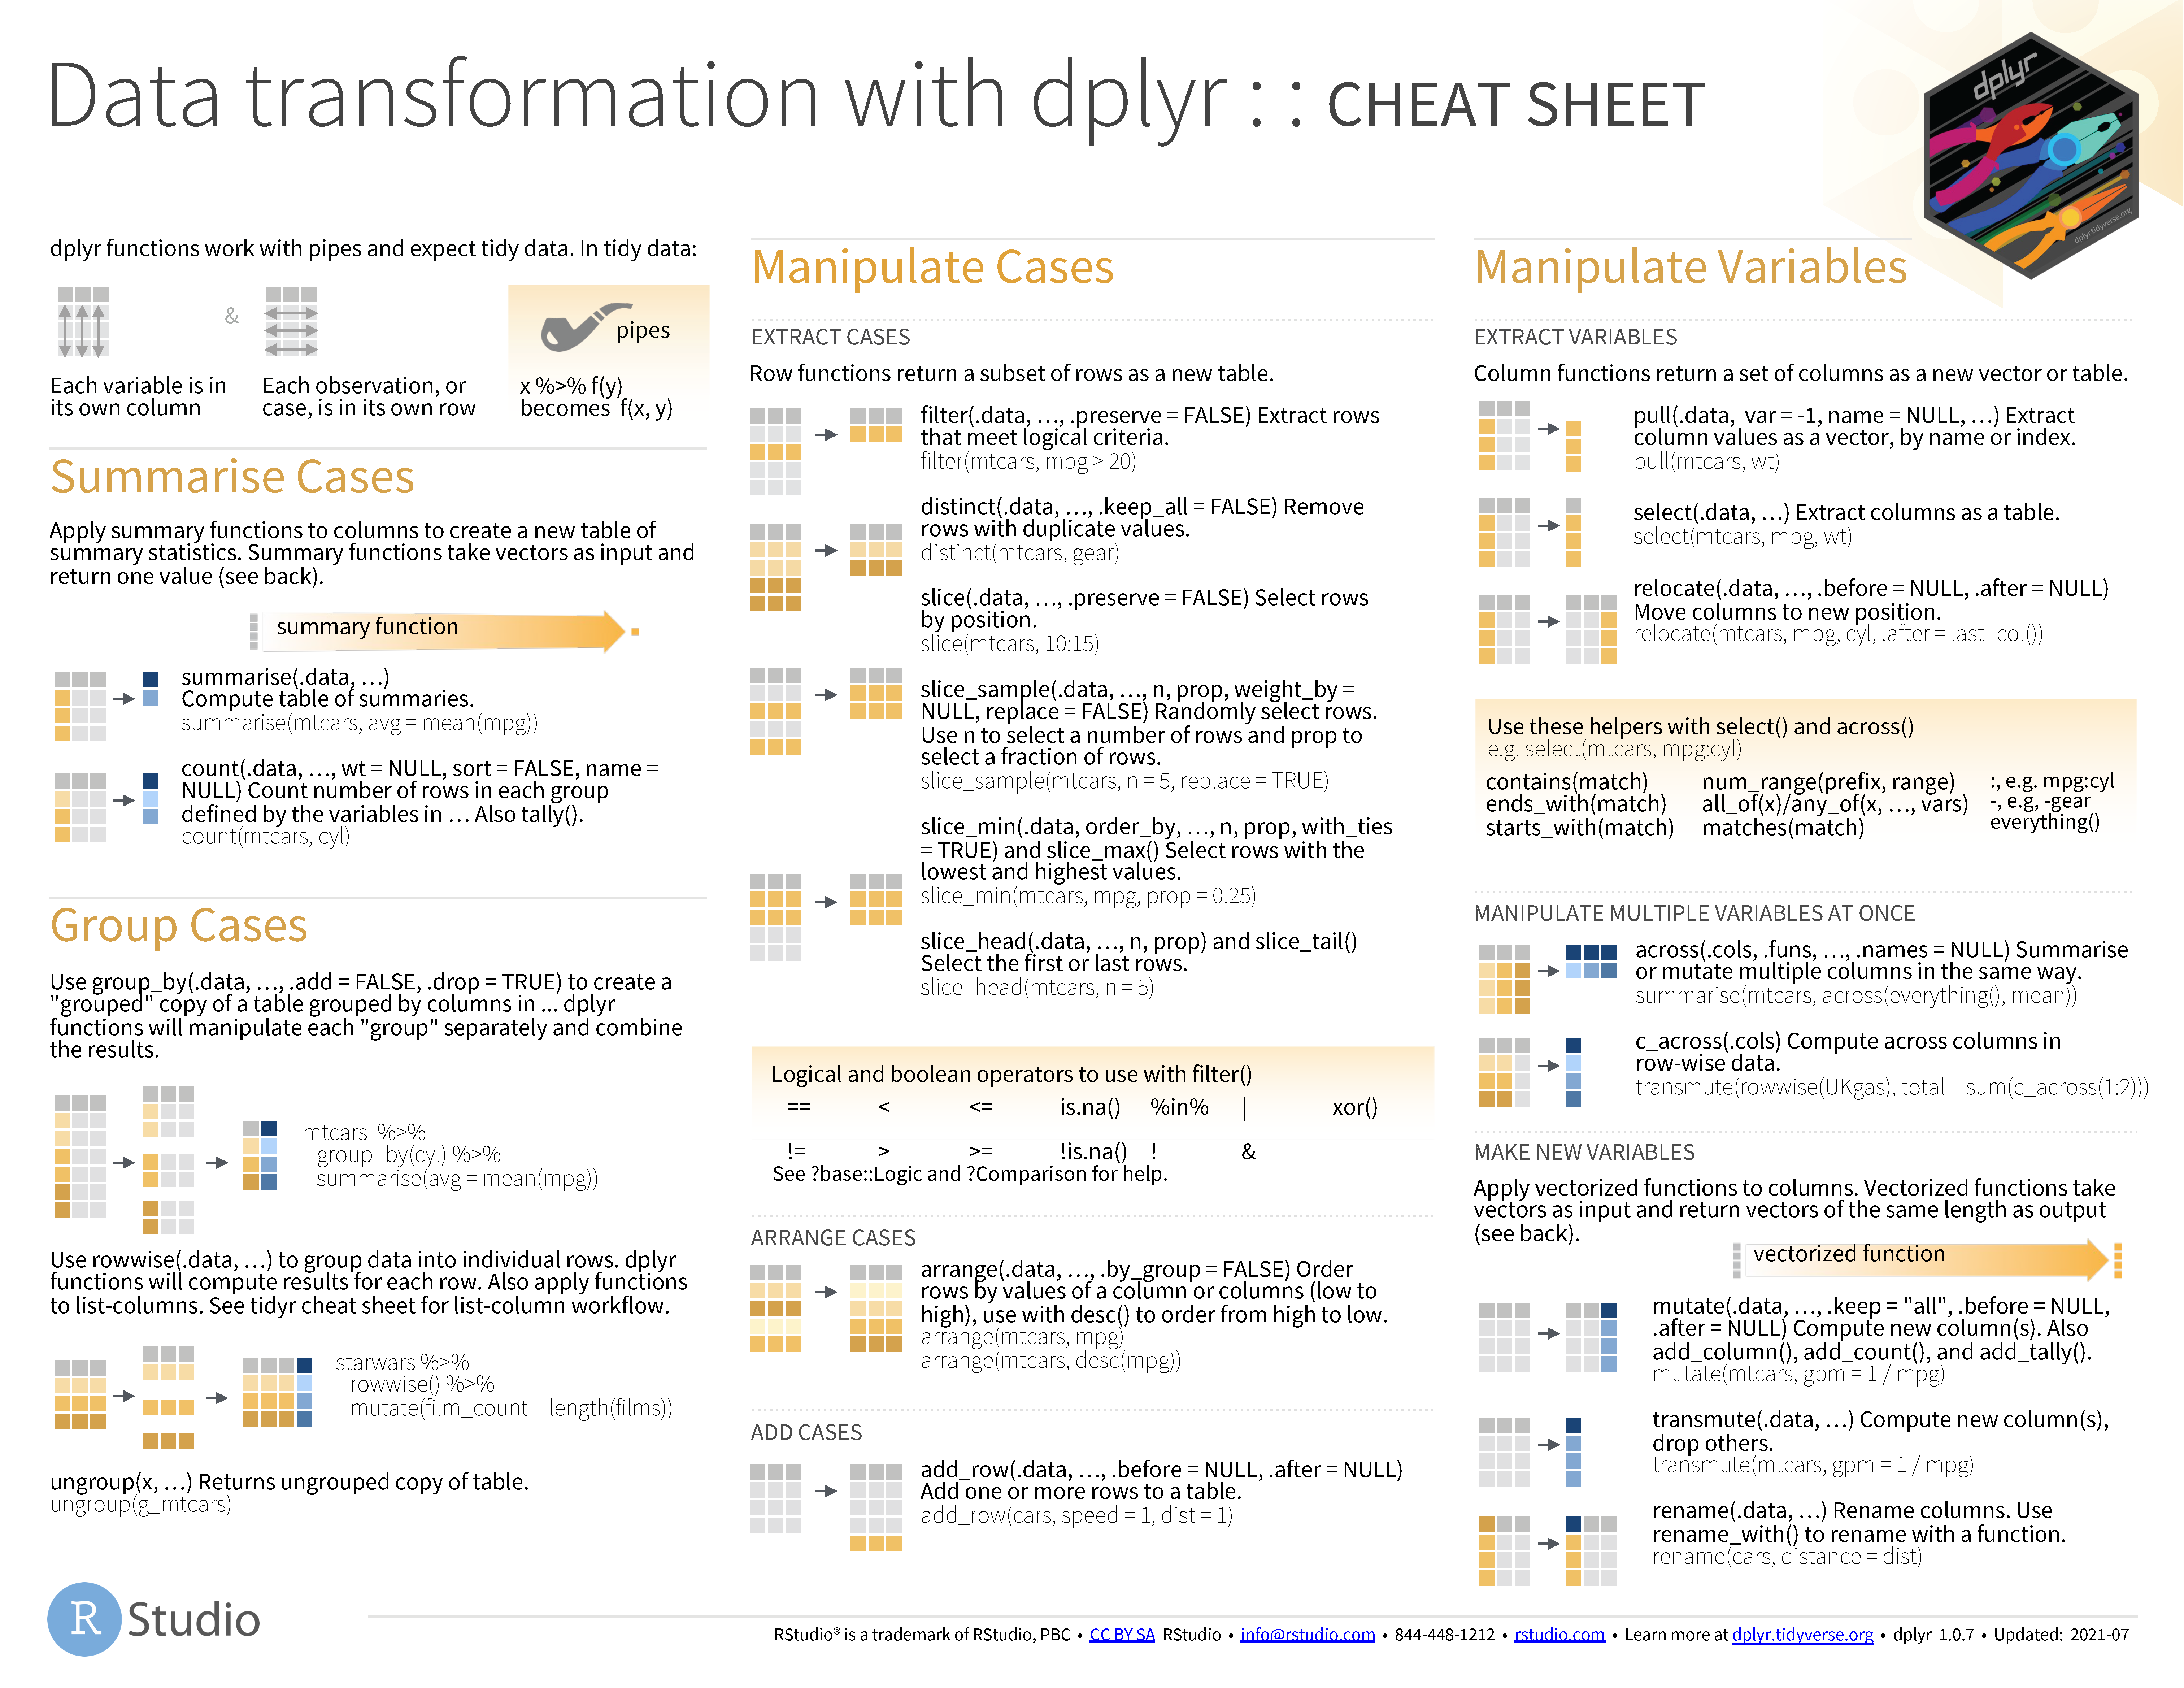 Data transformation with dplyr : : CHEAT SHEET
dplyr
dplyr.tidyverse.org
dplyr functions work with pipes and expect tidy data. In tidy data:
&
pipes
Each variable is in
its own column
Each observation, or
case, is in its own row
x %>% f(y)
becomes f(x, y)
Summarise Cases
Apply summary functions to columns to create a new table of
summary statistics. Summary functions take vectors as input and
return one value (see back).
summary function
summarise(.data, …)
Compute table of summaries.
summarise(mtcars, avg = mean(mpg))
count(.data, …, wt = NULL, sort = FALSE, name =
NULL) Count number of rows in each group
defined by the variables in … Also tally().
count(mtcars, cyl)
Group Cases
Use group_by(.data, …, .add = FALSE, .drop = TRUE) to create a
"grouped" copy of a table grouped by columns in ... dplyr
functions will manipulate each "group" separately and combine
the results.
mtcars %>%
group_by(cyl) %>%
summarise(avg = mean(mpg))
Use rowwise(.data, …) to group data into individual rows. dplyr
functions will compute results for each row. Also apply functions
to list-columns. See tidyr cheat sheet for list-column workflow.
starwars %>%
rowwise() %>%
mutate(film_count = length(films))
ungroup(x, …) Returns ungrouped copy of table.
ungroup(g_mtcars)
Manipulate Cases
EXTRACT CASES
Row functions return a subset of rows as a new table.
filter(.data, …, .preserve = FALSE) Extract rows
that meet logical criteria.
filter(mtcars, mpg > 20)
distinct(.data, …, .keep_all = FALSE) Remove
rows with duplicate values.
distinct(mtcars, gear)
slice(.data, …, .preserve = FALSE) Select rows
by position.
slice(mtcars, 10:15)
slice_sample(.data, …, n, prop, weight_by =
NULL, replace = FALSE) Randomly select rows.
Use n to select a number of rows and prop to
select a fraction of rows.
slice_sample(mtcars, n = 5, replace = TRUE)
slice_min(.data, order_by, …, n, prop, with_ties
= TRUE) and slice_max() Select rows with the
lowest and highest values.
slice_min(mtcars, mpg, prop = 0.25)
slice_head(.data, …, n, prop) and slice_tail()
Select the first or last rows.
slice_head(mtcars, n = 5)
Logical and boolean operators to use with filter()
== < <= is.na() %in% | xor()
!= > >= !is.na() ! &
See ?base::Logic and ?Comparison for help.
ARRANGE CASES
arrange(.data, …, .by_group = FALSE) Order
rows by values of a column or columns (low to
high), use with desc() to order from high to low.
arrange(mtcars, mpg)
arrange(mtcars, desc(mpg))
ADD CASES
add_row(.data, …, .before = NULL, .after = NULL)
Add one or more rows to a table.
add_row(cars, speed = 1, dist = 1)
Manipulate Variables
EXTRACT VARIABLES
Column functions return a set of columns as a new vector or table.
pull(.data, var = -1, name = NULL, …) Extract
column values as a vector, by name or index.
pull(mtcars, wt)
select(.data, …) Extract columns as a table.
select(mtcars, mpg, wt)
relocate(.data, …, .before = NULL, .after = NULL)
Move columns to new position.
relocate(mtcars, mpg, cyl, .after = last_col())
Use these helpers with select() and across()
e.g. select(mtcars, mpg:cyl)
contains(match) num_range(prefix, range) :, e.g. mpg:cyl
ends_with(match) all_of(x)/any_of(x, …, vars) -, e.g, -gear
starts_with(match) matches(match) everything()
MANIPULATE MULTIPLE VARIABLES AT ONCE
across(.cols, .funs, …, .names = NULL) Summarise
or mutate multiple columns in the same way.
summarise(mtcars, across(everything(), mean))
c_across(.cols) Compute across columns in
row-wise data.
transmute(rowwise(UKgas), total = sum(c_across(1:2)))
MAKE NEW VARIABLES
Apply vectorized functions to columns. Vectorized functions take
vectors as input and return vectors of the same length as output
(see back).
vectorized function
mutate(.data, …, .keep = "all", .before = NULL,
.after = NULL) Compute new column(s). Also
add_column(), add_count(), and add_tally().
mutate(mtcars, gpm = 1 / mpg)
transmute(.data, …) Compute new column(s),
drop others.
transmute(mtcars, gpm = 1 / mpg)
rename(.data, …) Rename columns. Use
rename_with() to rename with a function.
rename(cars, distance = dist)
R Studio
RStudio® is a trademark of RStudio, PBC • CC BY SA RStudio • info@rstudio.com • 844-448-1212 • rstudio.com • Learn more at dplyr.tidyverse.org • dplyr 1.0.7 • Updated: 2021-07